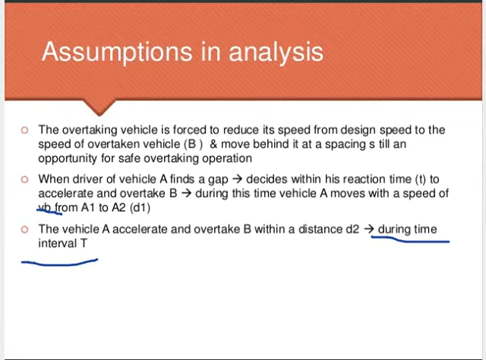 Assumptions in analysis
The overtaking vehicle is forced to reduce its speed from design speed to the
speed of overtaken vehicle (B ) & move behind it at a spacing s till an
opportunity for safe overtaking operation
When driver of vehicle A finds a gap → decides within his reaction time (t) to
accelerate and overtake B → during this time vehicle A moves with a speed of
vb from A1 to A2 (d1)
The vehicle A accelerate and overtake B within a distance d2 → during time
interval T